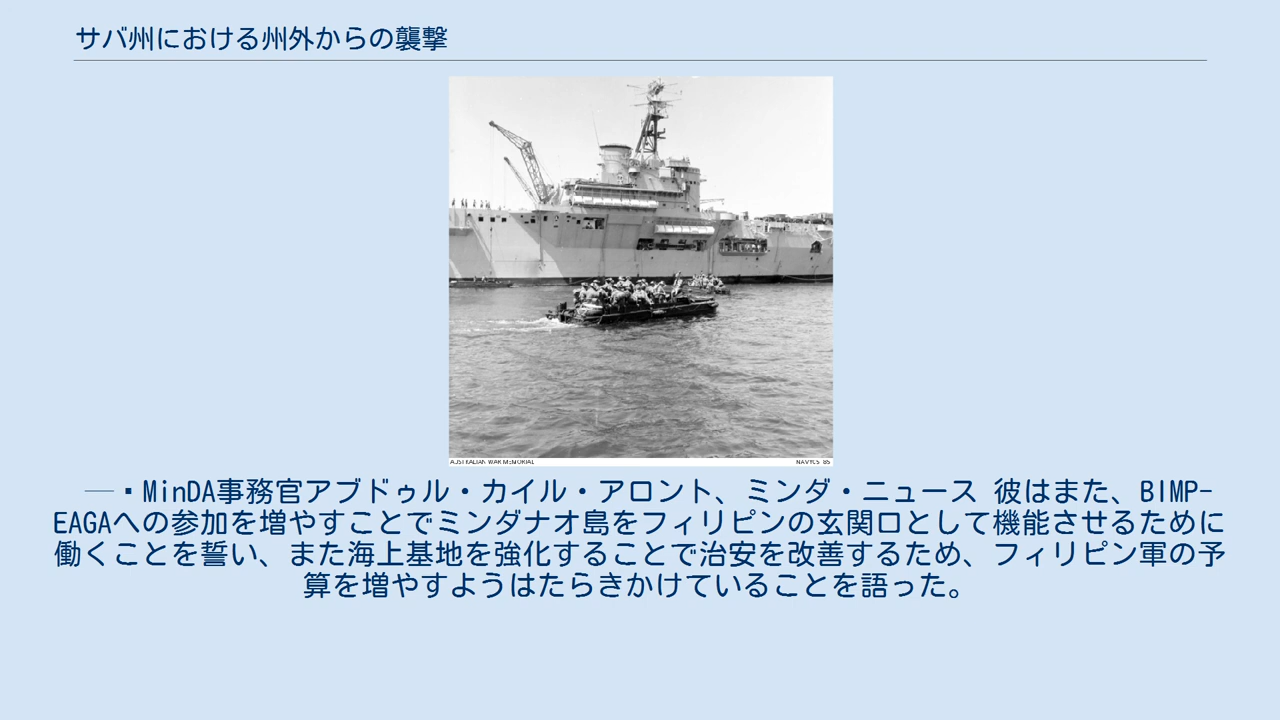 サバ州における州外からの襲撃
AUSTRALIAN WAR MEMORIAL
―▪MinDA事務官アブドゥル・カイル・アロント、ミンダ・ニュース 彼はまた、BIMP-
EAGAへの参加を増やすことでミンダナオ島をフィリピンの玄関口として機能させるために
働くことを誓い、また海上基地を強化することで治安を改善するため、フィリピン軍の予
算を増やすようはたらきかけていることを語った。